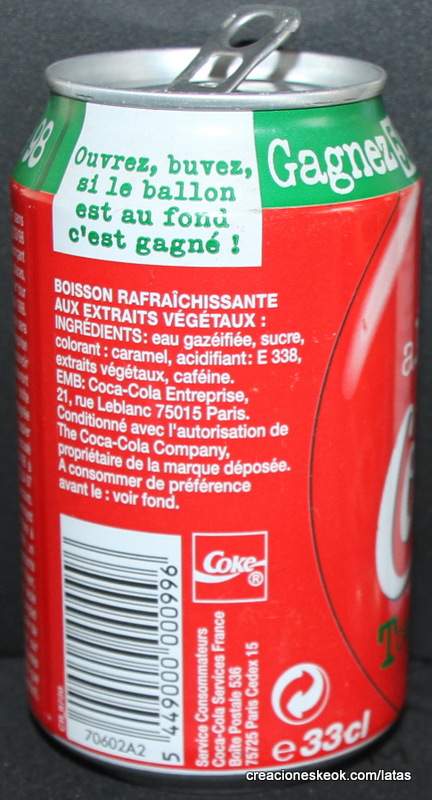 98
Gagnez
Ouvrez, buvez,
si le ballon
est au fond
c'est gagné !
BOISSON RAFRAÎCHISSANTE
AUX EXTRAITS VÉGÉTAUX :
INGRÉDIENTS: eau gazéifiée, sucre,
colorant : caramel, acidifiant: E 338,
extraits végétaux, caféine.
EMB: Coca-Cola Entreprise,
21, rue Leblanc 75015 Paris.
Conditionné avec l'autorisation de
The Coca-Cola Company,
propriétaire de la marque déposée.
A consommer de préférence
avant le : voir fond.
Coke ®
5 449000 000996
70602A2
Service Consommateurs
Coca-Cola Services France
Boîte Postale 536
75725 Paris Cedex 15
e 33cl
creacioneskeok.com/latas